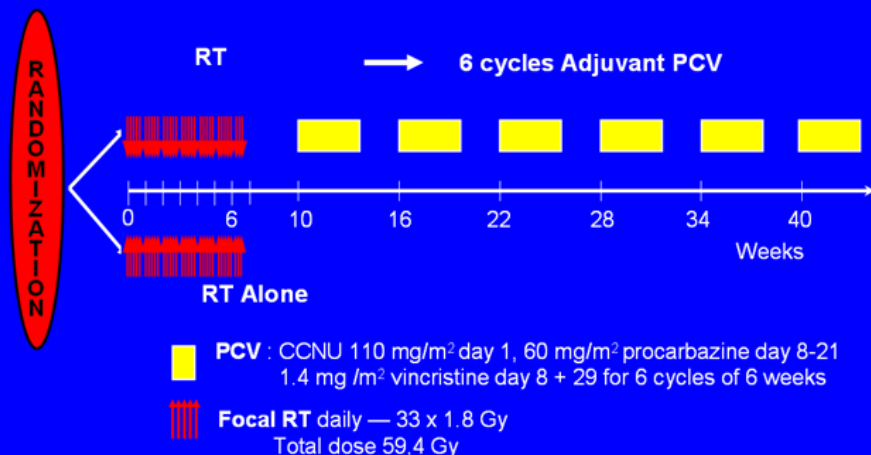 RANDOMIZATION
RT
6 cycles Adjuvant PCV
0 6 10 16 22 28 34 40
Weeks
RT Alone
PCV : CCNU 110 mg/m² day 1, 60 mg/m² procarbazine day 8-21
1.4 mg /m² vincristine day 8 + 29 for 6 cycles of 6 weeks
Focal RT daily — 33 x 1.8 Gy
Total dose 59,4 Gy